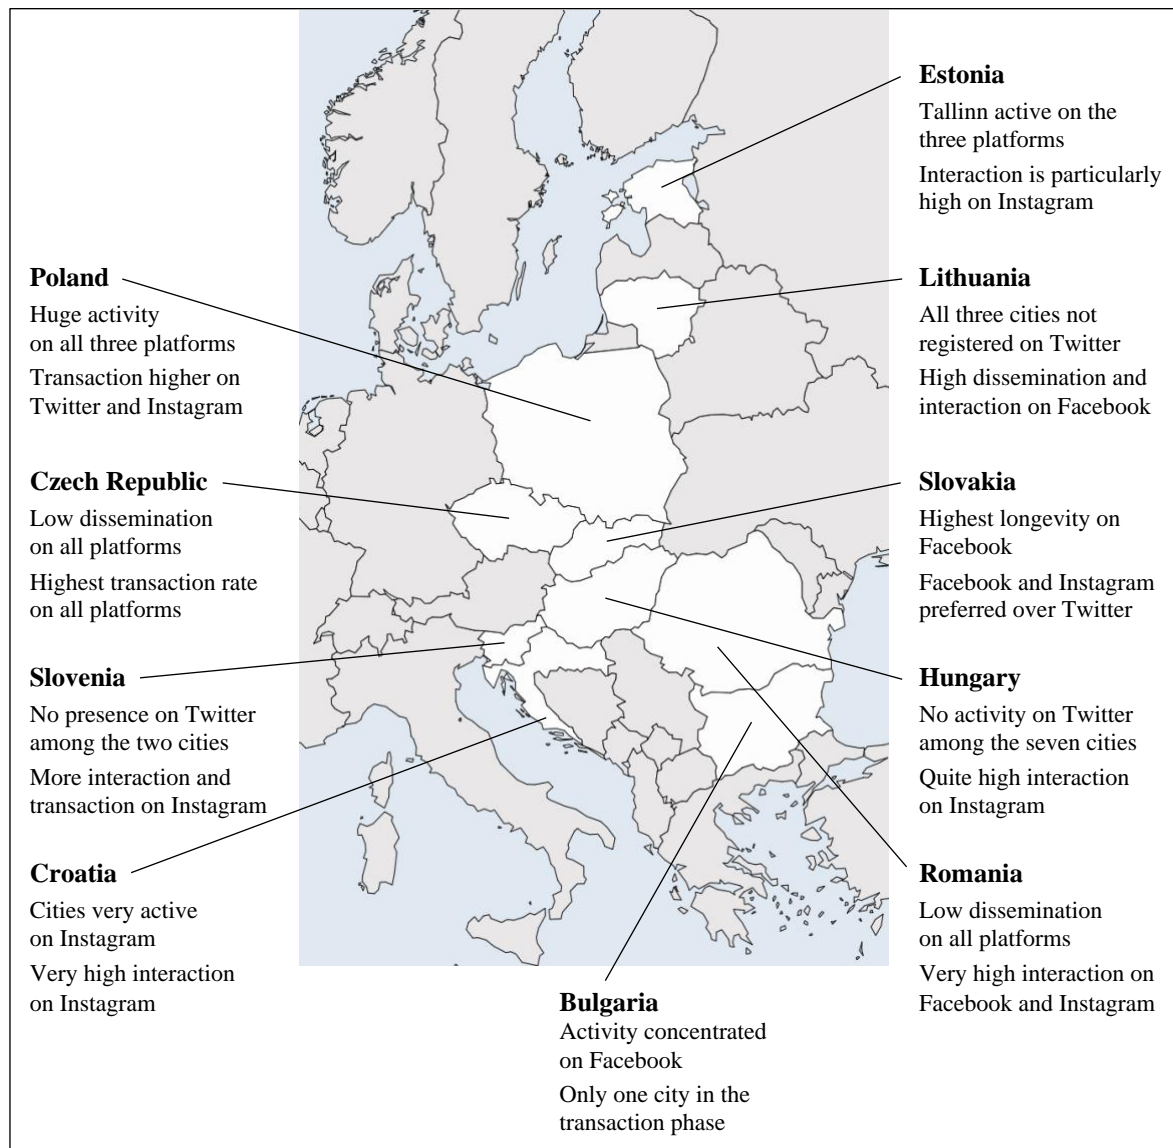 Estonia
Tallinn active on the
three platforms
Interaction is particularly
high on Instagram
Poland
Huge activity
on all three platforms
Transaction higher on
Twitter and Instagram
Lithuania
All three cities not
registered on Twitter
High dissemination and
interaction on Facebook
Czech Republic
Low dissemination
on all platforms
Highest transaction rate
on all platforms
Slovakia
Highest longevity on
Facebook
Facebook and Instagram
preferred over Twitter
Slovenia
No presence on Twitter
among the two cities
More interaction and
transaction on Instagram
Hungary
No activity on Twitter
among the seven cities
Quite high interaction
on Instagram
Croatia
Cities very active
on Instagram
Very high interaction
on Instagram
Romania
Low dissemination
on all platforms
Very high interaction on
Facebook and Instagram
Bulgaria
Activity concentrated
on Facebook
Only one city in the
transaction phase